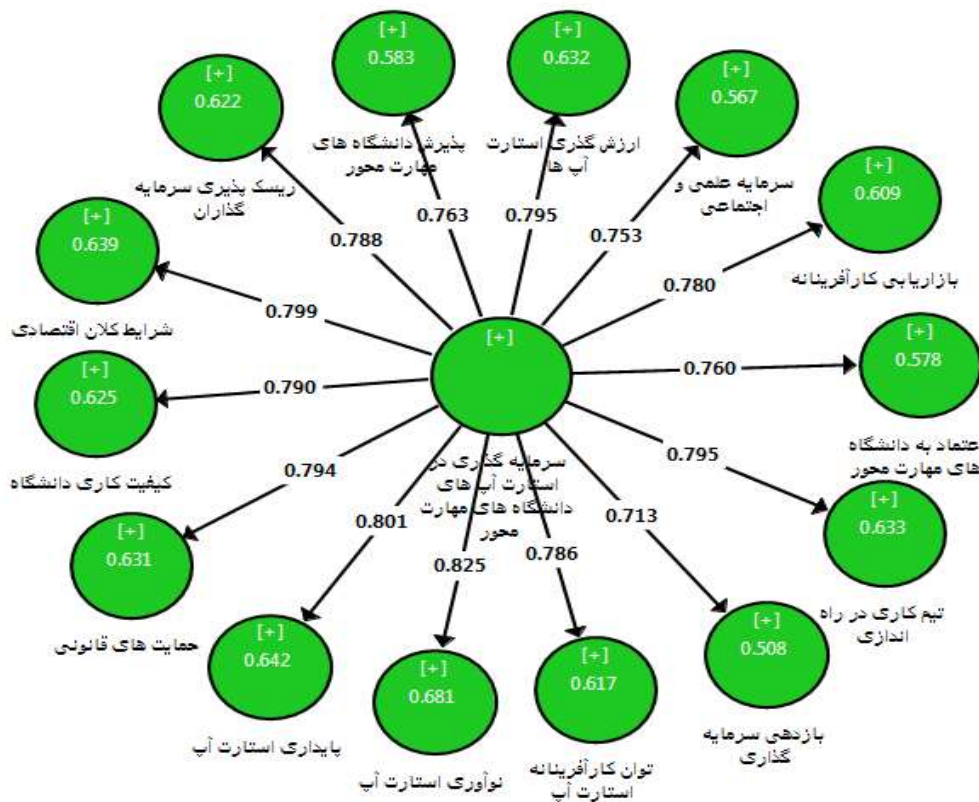 [+]
0.583
پذیرش دانشگاه های
مهارت محور
[+]
0.632
ارزش گذری استارت
آپ ها
[+]
0.622
ریسک پذیری سرمایه
گذاران
[+]
0.567
سرمایه علمی و
اجتماعی
[+]
0.609
بازاریابی کارآفرینانه
[+]
0.639
شرایط کلان اقتصادی
[+]
0.578
عتماد به دانشگاه
های مهارت محور
[+]
0.625
کیفیت کاری دانشگاه
[+]
0.633
تیم کاری در راه
اندازی
[+]
0.631
حمایت های قانونی
[+]
0.508
بازدهی سرمایه
گذاری
[+]
0.642
پایداری استارت آپ
[+]
0.681
نوآوری استارت آپ
[+]
0.617
توان کارآفرینانه
استارت آپ
[+]
سرمایه گذاری در
استارت آپ های
دانشگاه های مهارت
محور
0.788
0.763
0.795
0.753
0.780
0.799
0.790
0.760
0.794
0.795
0.801
0.825
0.786
0.713